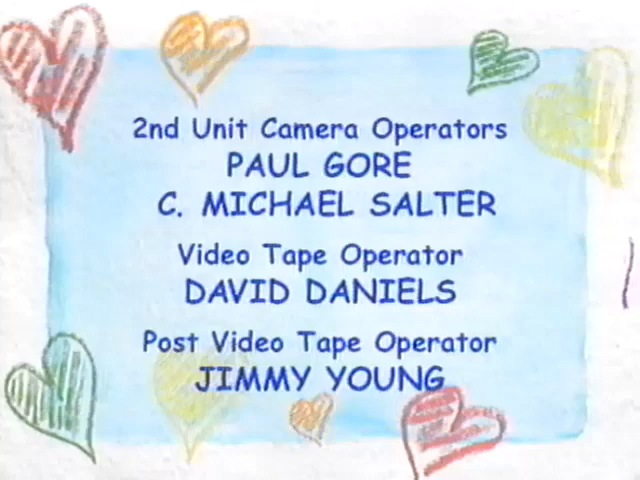 2nd Unit Camera Operators
PAUL GORE
C. MICHAEL SALTER
Video Tape Operator
DAVID DANIELS
Post Video Tape Operator
JIMMY YOUNG